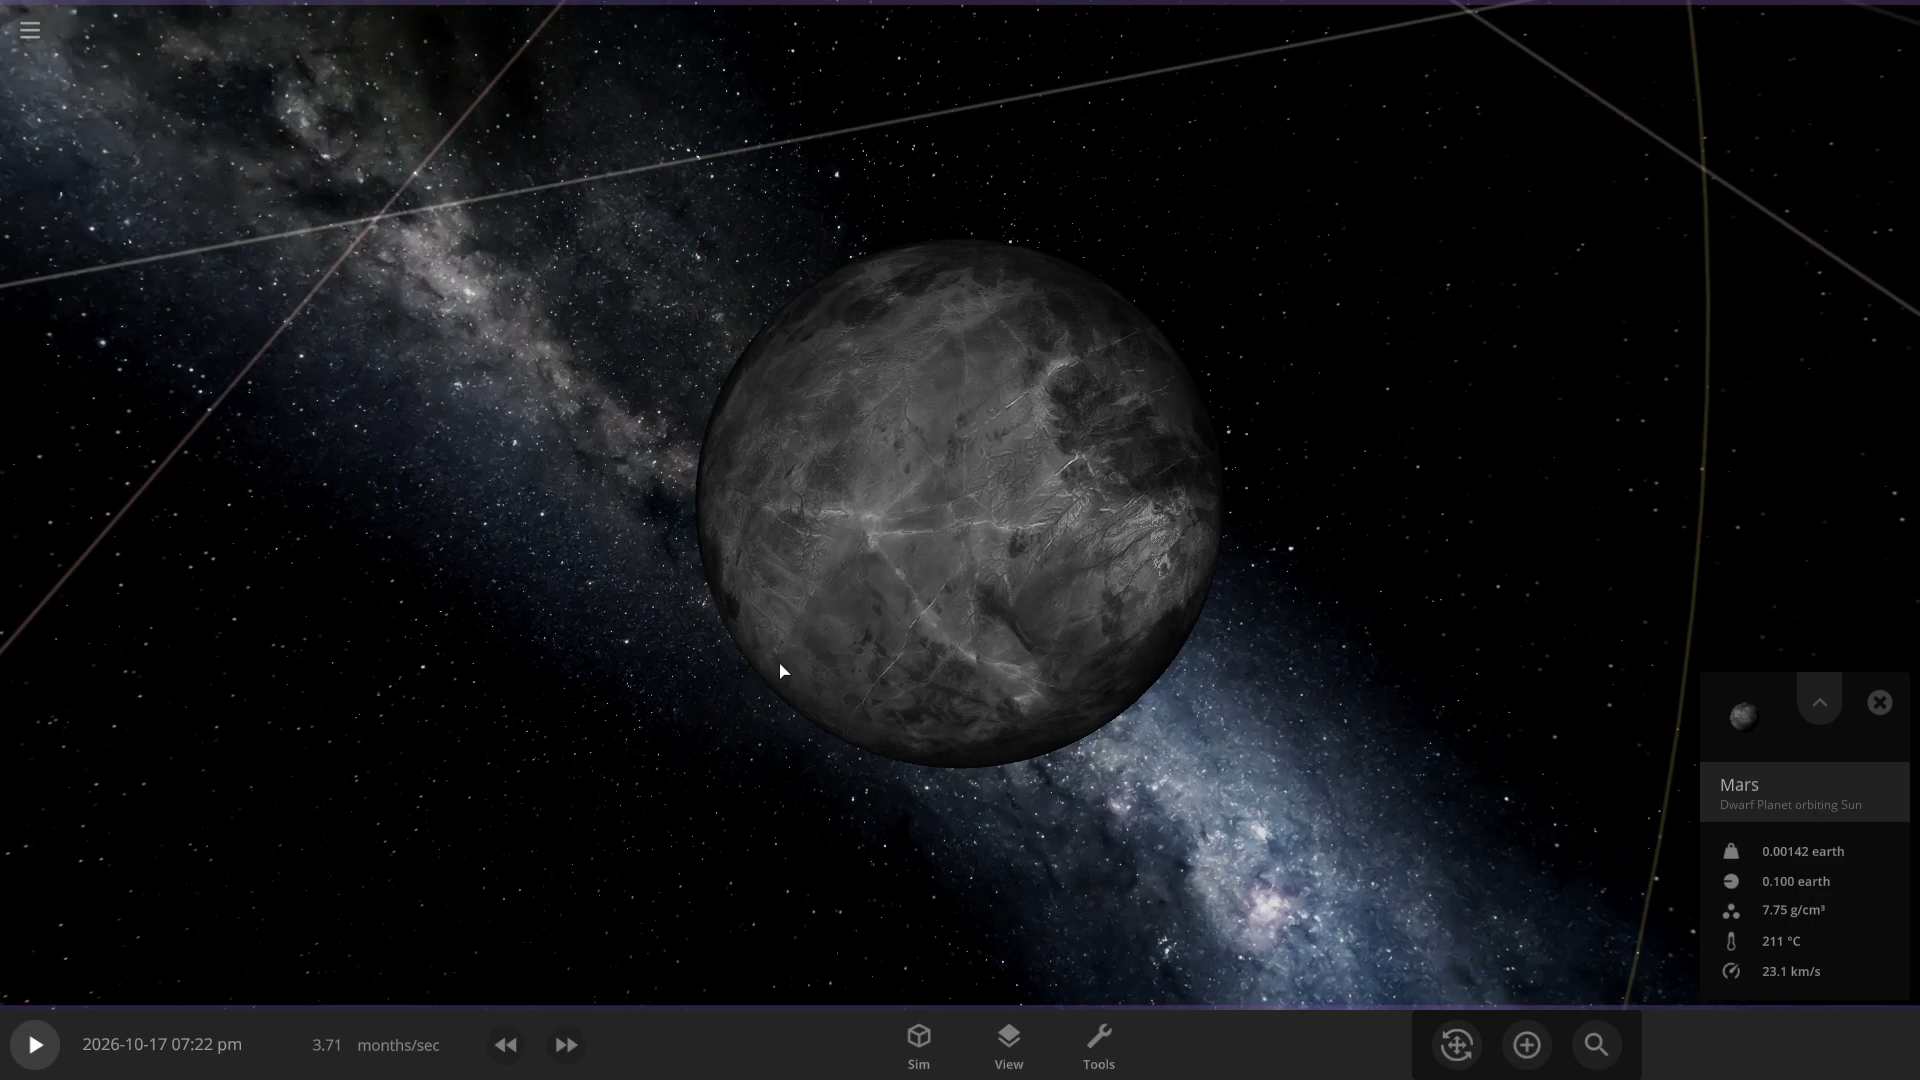 Mars
Dwarf Planet orbiting Sun
0.00142 earth
0.100 earth
7.75 g/cm³
211 °C
23.1 km/s
2026-10-17 07:22 pm
3.71 months/sec
Sim
View
Tools